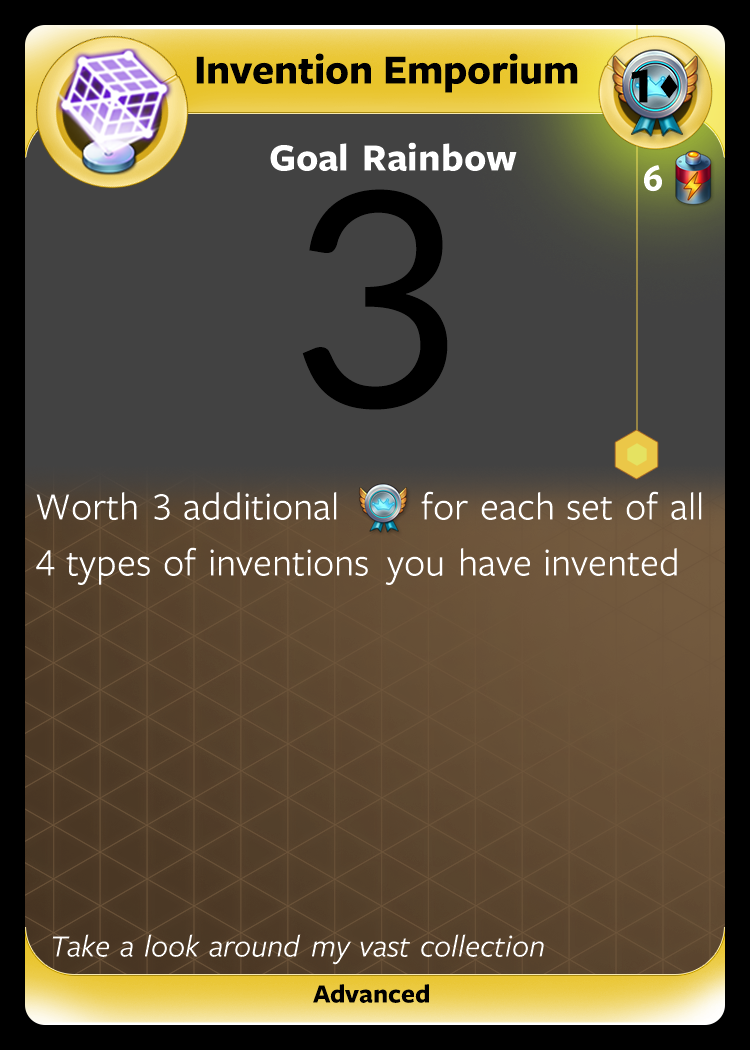 Invention Emporium
1♦
Goal Rainbow
6
3
Worth 3 additional for each set of all
4 types of inventions you have invented
Take a look around my vast collection
Advanced